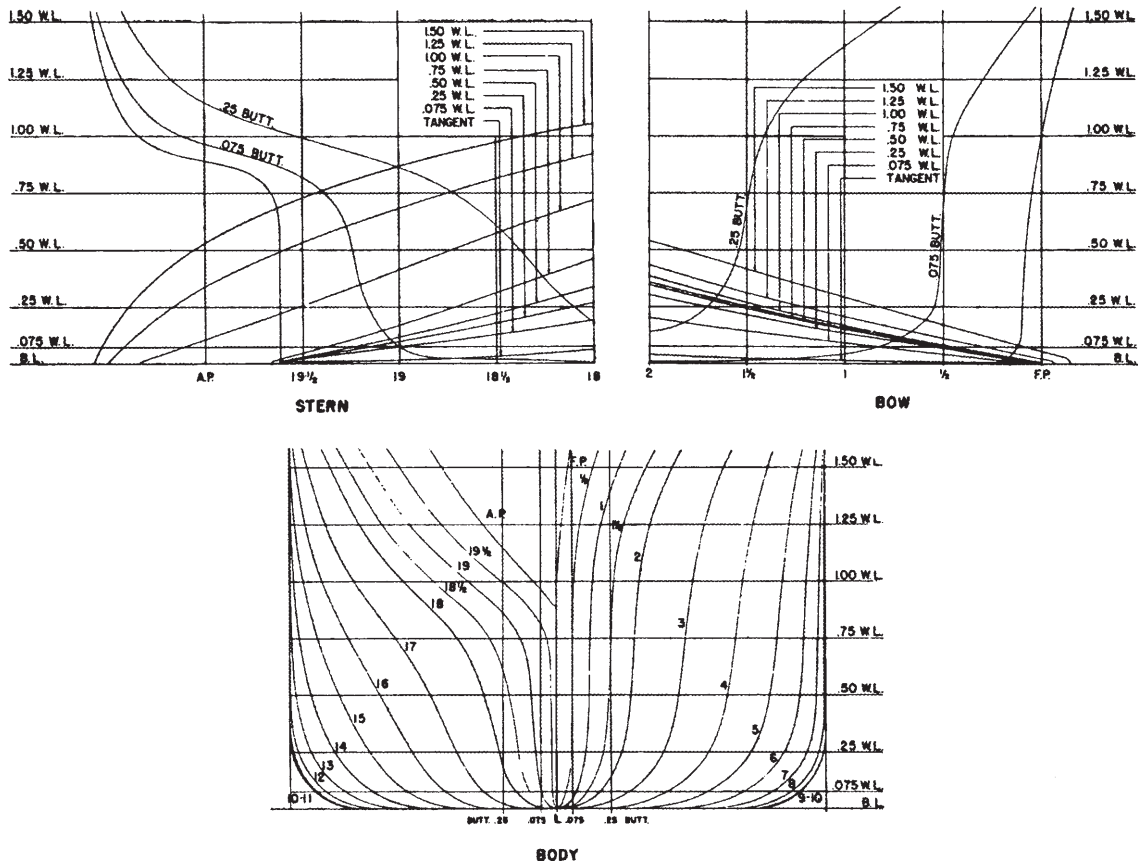 1.50 W.L.
1.25 W.L.
1.00 W.L.
.75 W.L.
.50 W.L.
.25 W.L.
.075 W.L.
B.L.
1.50 W.L.
1.25 W.L.
1.00 W.L.
.75 W.L.
.50 W.L.
.25 W.L.
.075 W.L.
TANGENT
.25 BUTT.
.075 BUTT.
A.P. 19½ 19 18½ 18
STERN
1.50 W.L.
1.25 W.L.
1.00 W.L.
.75 W.L.
.50 W.L.
.25 W.L.
.075 W.L.
TANGENT
.25 BUTT.
.075 BUTT.
1.50 W.L.
1.25 W.L.
1.00 W.L.
.75 W.L.
.50 W.L.
.25 W.L.
.075 W.L.
B.L.
2 1½ 1 ½ F.P.
BOW
F.P.
½
1
1½
2
3
4
5
6
7
8
9-10
A.P.
19½
19
18½
18
17
16
15
14
13
12
10-11
1.50 W.L.
1.25 W.L.
1.00 W.L.
.75 W.L.
.50 W.L.
.25 W.L.
.075 W.L.
B.L.
BUTT. .25 .075 .075 .25 BUTT.
BODY